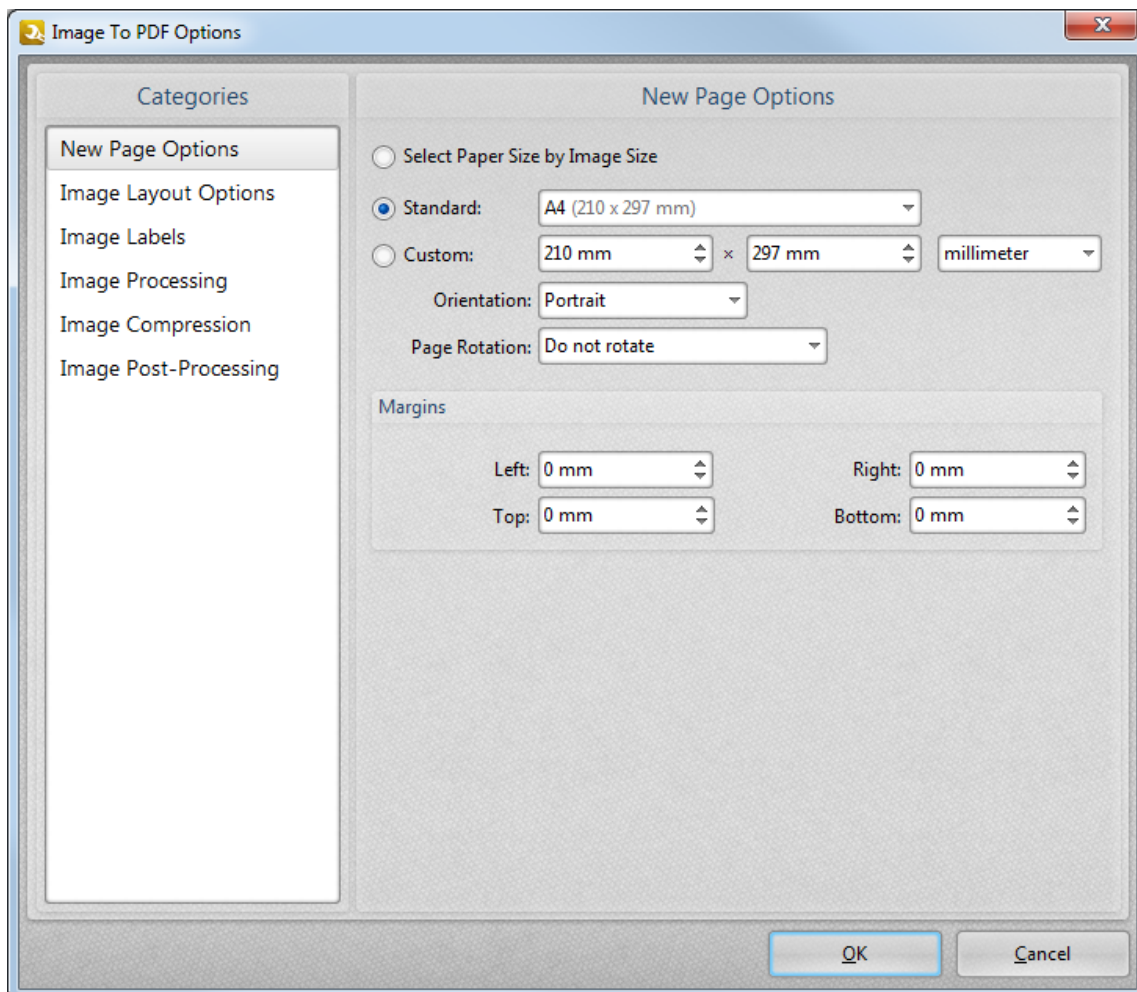 Image To PDF Options
Categories
New Page Options
Image Layout Options
Image Labels
Image Processing
Image Compression
Image Post-Processing
New Page Options
Select Paper Size by Image Size
Standard: A4 (210 x 297 mm)
Custom: 210 mm × 297 mm millimeter
Orientation: Portrait
Page Rotation: Do not rotate
Margins
Left: 0 mm Right: 0 mm
Top: 0 mm Bottom: 0 mm
OK Cancel